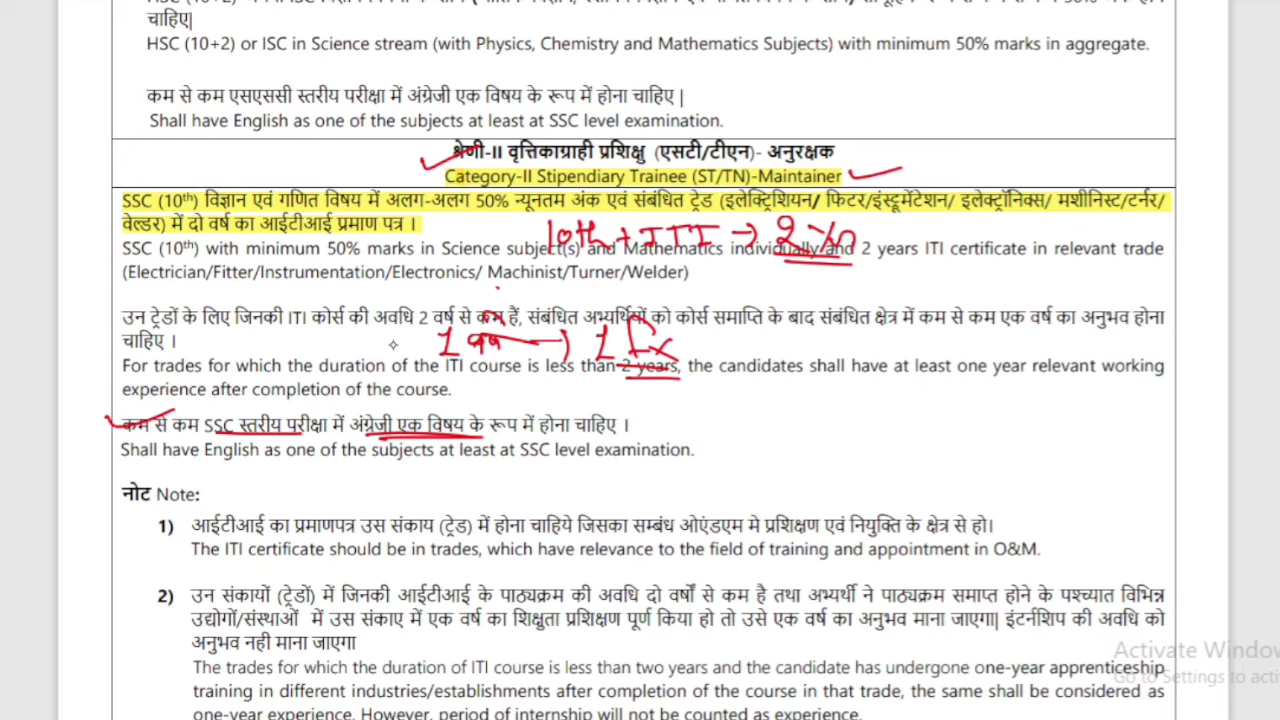 चाहिए|
HSC (10+2) or ISC in Science stream (with Physics, Chemistry and Mathematics Subjects) with minimum 50% marks in aggregate.
कम से कम एसएससी स्तरीय परीक्षा में अंग्रेजी एक विषय के रूप में होना चाहिए |
Shall have English as one of the subjects at least at SSC level examination.
श्रेणी-II वृत्तिकाग्राही प्रशिक्षु (एसटी/टीएन)- अनुरक्षक
Category-II Stipendiary Trainee (ST/TN)-Maintainer
SSC (10th) विज्ञान एवं गणित विषय में अलग-अलग 50% न्यूनतम अंक एवं संबंधित ट्रेड (इलेक्ट्रिशियन/ फिटर/इंस्ट्रूमेंटेशन/ इलेक्ट्रॉनिक्स/ मशीनिस्ट/टर्नर/
वेल्डर) में दो वर्ष का आईटीआई प्रमाण पत्र ।
10th + ITI →
SSC (10th) with minimum 50% marks in Science subject(s) and Mathematics individually and 2 years ITI certificate in relevant trade
(Electrician/Fitter/Instrumentation/Electronics/ Machinist/Turner/Welder)
उन ट्रेडों के लिए जिनकी ITI कोर्स की अवधि 2 वर्ष से कम हैं, संबंधित अभ्यर्थियों को कोर्स समाप्ति के बाद संबंधित क्षेत्र में कम से कम एक वर्ष का अनुभव होना
चाहिए ।
For trades for which the duration of the ITI course is less than 2 years, the candidates shall have at least one year relevant working
experience after completion of the course.
कम से कम SSC स्तरीय परीक्षा में अंग्रेजी एक विषय के रूप में होना चाहिए ।
Shall have English as one of the subjects at least at SSC level examination.
नोट Note:
1) आईटीआई का प्रमाणपत्र उस संकाय (ट्रेड) में होना चाहिये जिसका सम्बंध ओएंडएम मे प्रशिक्षण एवं नियुक्ति के क्षेत्र से हो।
The ITI certificate should be in trades, which have relevance to the field of training and appointment in O&M.
2) उन संकायों (ट्रेडों) में जिनकी आईटीआई के पाठ्यक्रम की अवधि दो वर्षों से कम है तथा अभ्यर्थी ने पाठ्यक्रम समाप्त होने के पश्चात विभिन्न
उद्योगों/संस्थाओं में उस संकाए में एक वर्ष का शिक्षुता प्रशिक्षण पूर्ण किया हो तो उसे एक वर्ष का अनुभव माना जाएगा| इंटर्नशिप की अवधि को
अनुभव नही माना जाएगा
The trades for which the duration of ITI course is less than two years and the candidate has undergone one-year apprenticeship
training in different industries/establishments after completion of the course in that trade, the same shall be considered as
one-year experience. However, period of internship will not be counted as experience.
Activate Window
Go to Settings to activa